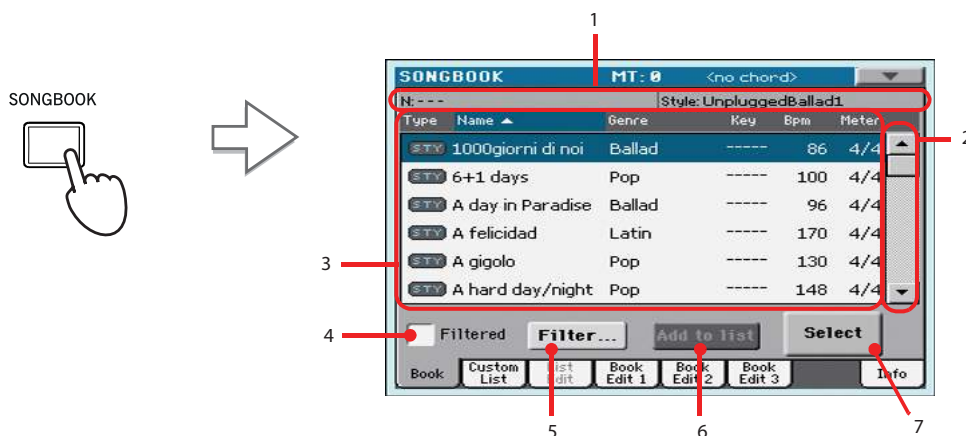 1
SONGBOOK MT: 0 <no chord>
N: --- Style: UnpluggedBallad1
SONGBOOK
Type Name Genre Key Bpm Meter
2
STY 1000giorni di noi Ballad ----- 86 4/4
STY 6+1 days Pop ----- 100 4/4
STY A day in Paradise Ballad ----- 96 4/4
STY A felicidad Latin ----- 170 4/4
3
STY A gigolo Pop ----- 130 4/4
STY A hard day/night Pop ----- 148 4/4
4
Filtered Filter... Add to list Select
Book Custom List List Edit Book Edit 1 Book Edit 2 Book Edit 3 Info
5 6 7